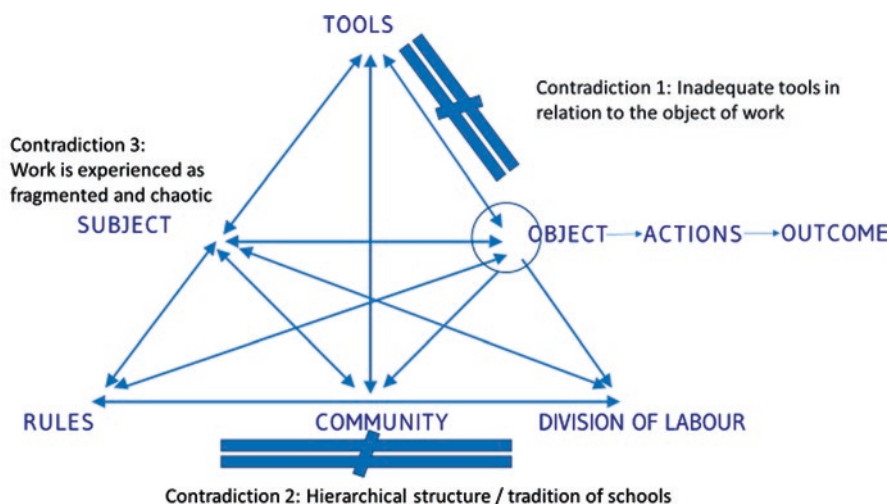 TOOLS
Contradiction 1: Inadequate tools in
relation to the object of work
Contradiction 3:
Work is experienced as
fragmented and chaotic
SUBJECT
OBJECT ACTIONS OUTCOME
RULES
COMMUNITY
DIVISION OF LABOUR
Contradiction 2: Hierarchical structure / tradition of schools